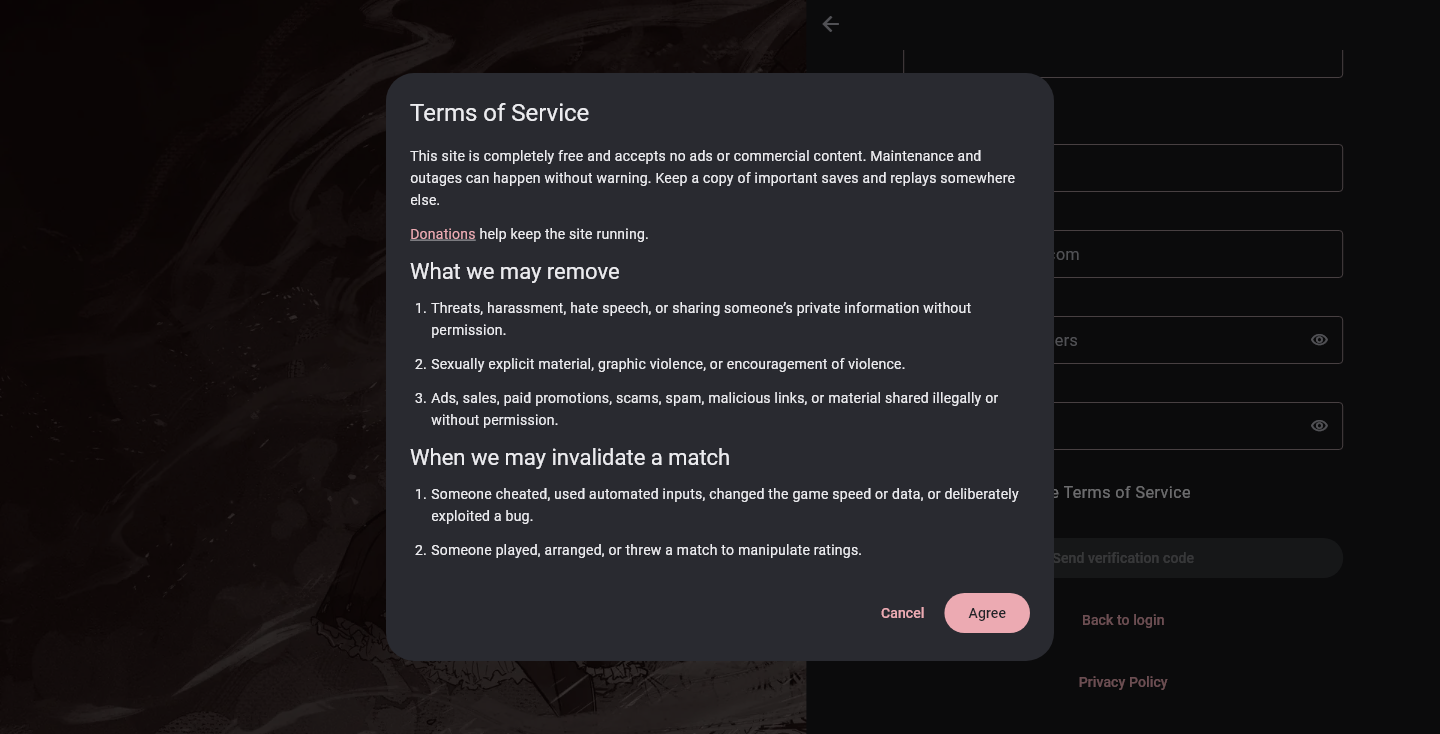 Terms of Service
This site is completely free and accepts no ads or commercial content. Maintenance and
outages can happen without warning. Keep a copy of important saves and replays somewhere
else.
Donations help keep the site running.
What we may remove
1. Threats, harassment, hate speech, or sharing someone’s private information without
permission.
2. Sexually explicit material, graphic violence, or encouragement of violence.
3. Ads, sales, paid promotions, scams, spam, malicious links, or material shared illegally or
without permission.
When we may invalidate a match
1. Someone cheated, used automated inputs, changed the game speed or data, or deliberately
exploited a bug.
2. Someone played, arranged, or threw a match to manipulate ratings.
Cancel
Agree
Terms of Service
Send verification code
Back to login
Privacy Policy